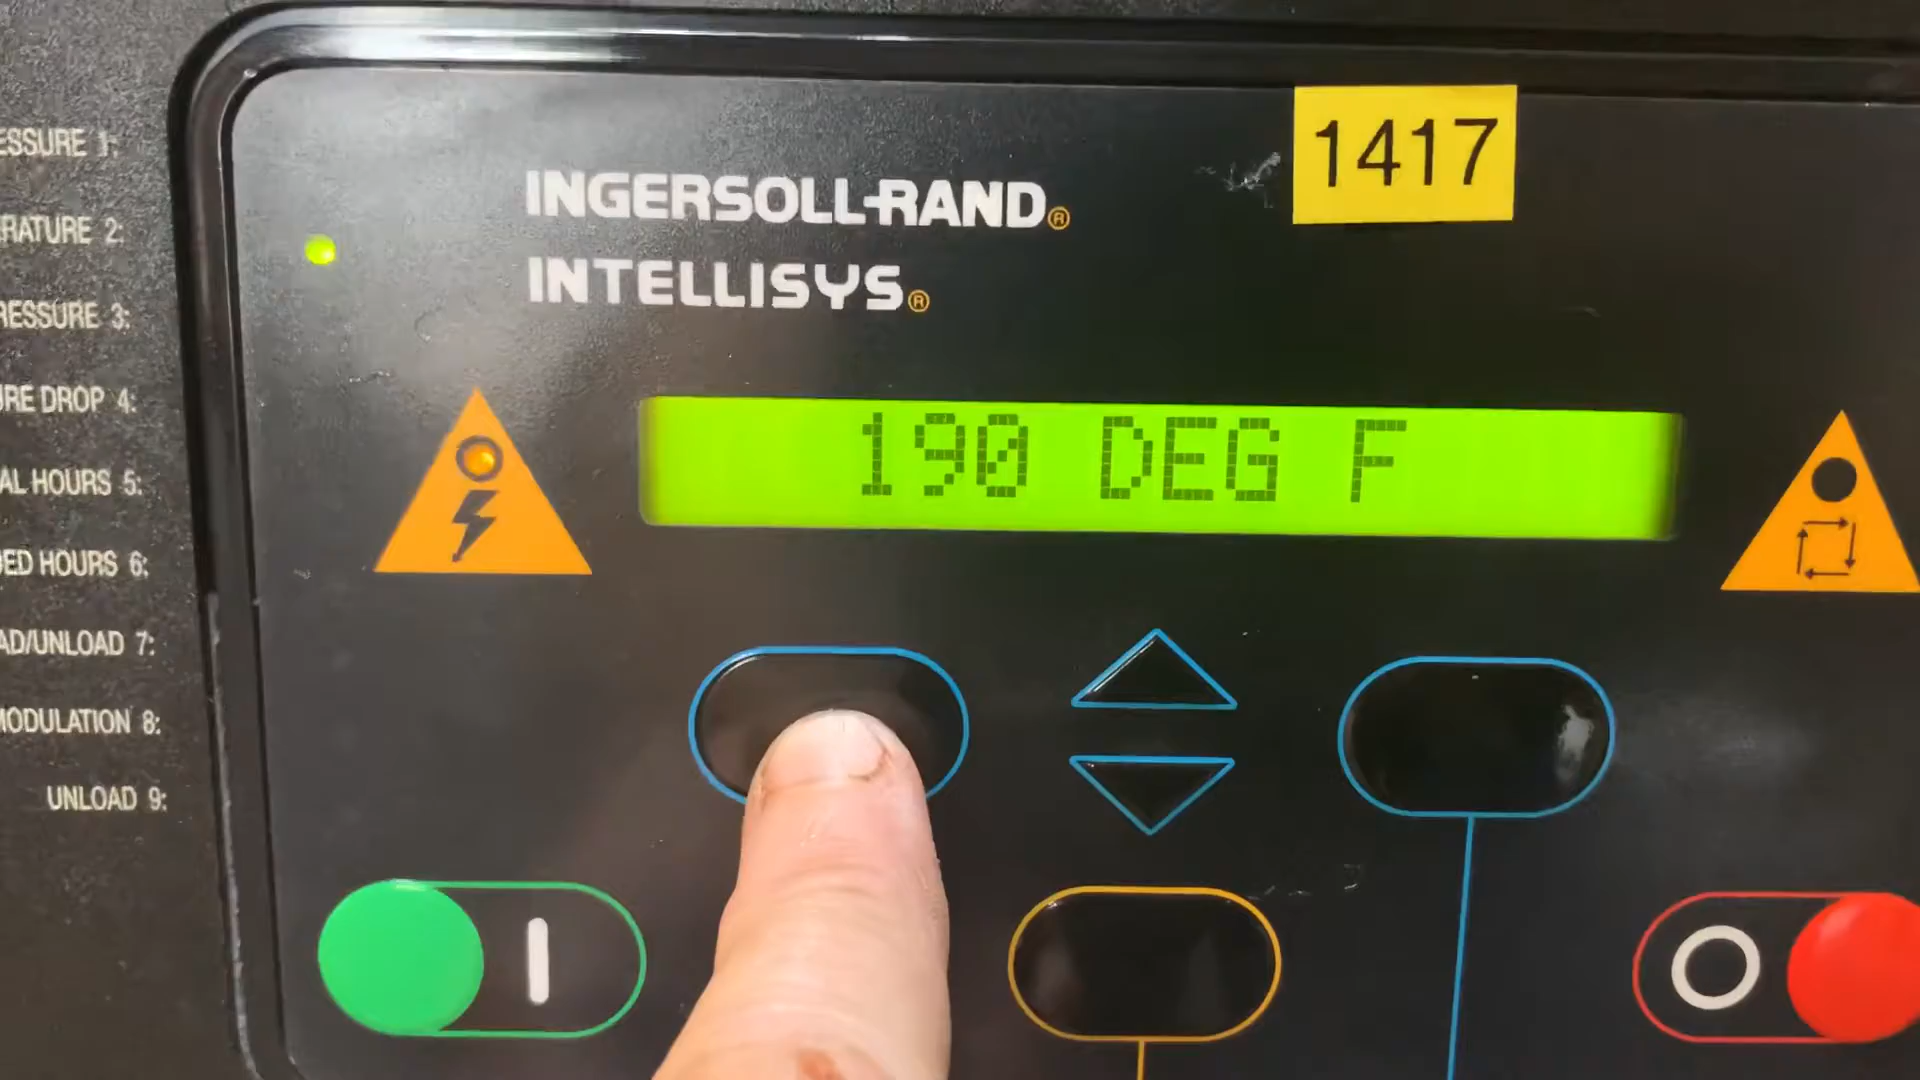 ESSURE 1:
RATURE 2:
RESSURE 3:
URE DROP 4:
AL HOURS 5:
DED HOURS 6:
AD/UNLOAD 7:
MODULATION 8:
UNLOAD 9:
1417
INGERSOLL-RAND®
INTELLISYS®
190 DEG F